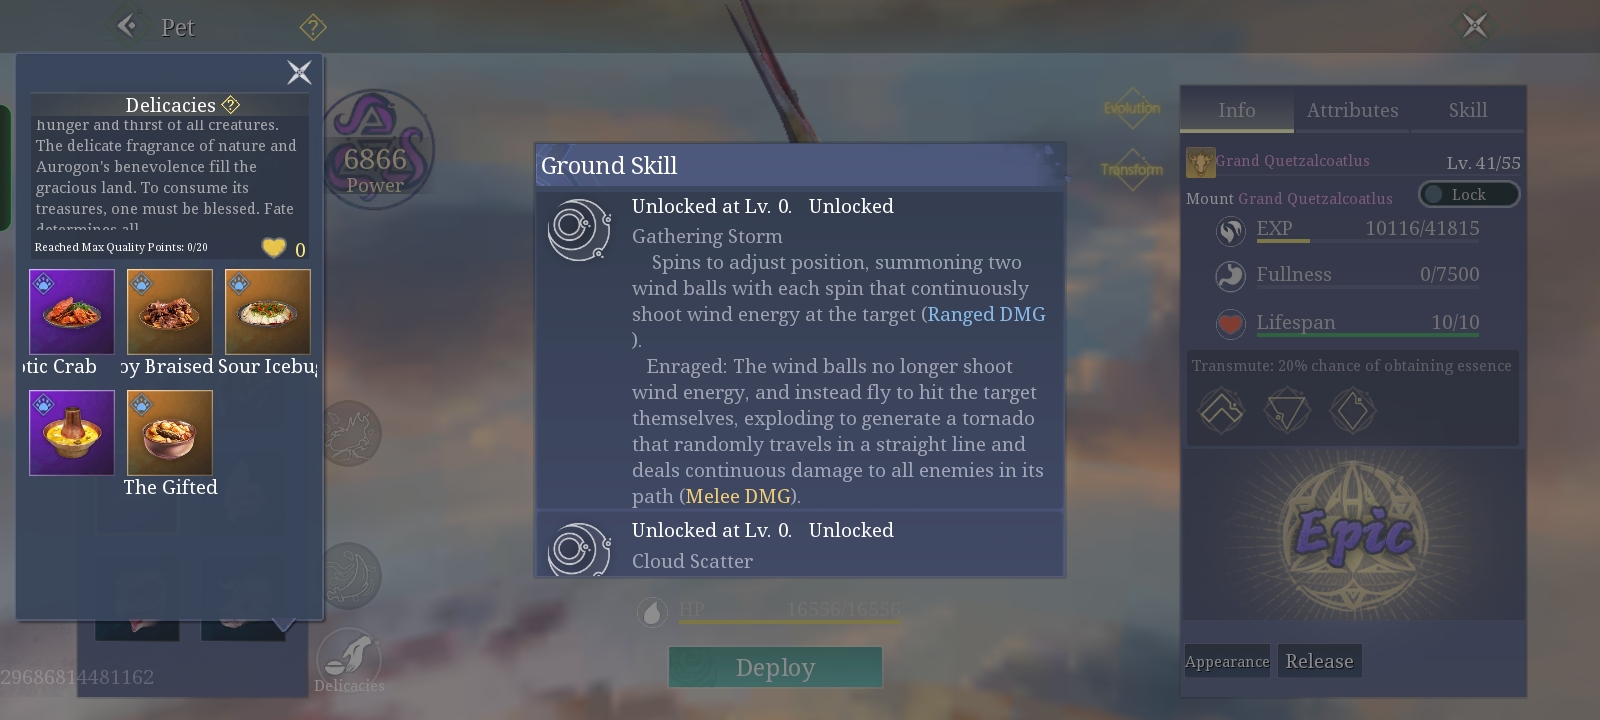 Pet
Delicacies
hunger and thirst of all creatures.
The delicate fragrance of nature and
Aurogon's benevolence fill the
gracious land. To consume its
treasures, one must be blessed. Fate
determines all
Reached Max Quality Points: 0/20
0
otic Crab
oy Braised
Sour Icebug
The Gifted
29686814481162
6866
Power
Delicacies
Ground Skill
Unlocked at Lv. 0. Unlocked
Gathering Storm
Spins to adjust position, summoning two
wind balls with each spin that continuously
shoot wind energy at the target (Ranged DMG
).
Enraged: The wind balls no longer shoot
wind energy, and instead fly to hit the target
themselves, exploding to generate a tornado
that randomly travels in a straight line and
deals continuous damage to all enemies in its
path (Melee DMG).
Unlocked at Lv. 0. Unlocked
Cloud Scatter
HP 16556/16556
Deploy
Evolution
Transform
Info Attributes Skill
Grand Quetzalcoatlus Lv. 41/55
Mount Grand Quetzalcoatlus Lock
EXP 10116/41815
Fullness 0/7500
Lifespan 10/10
Transmute: 20% chance of obtaining essence
Epic
Appearance Release